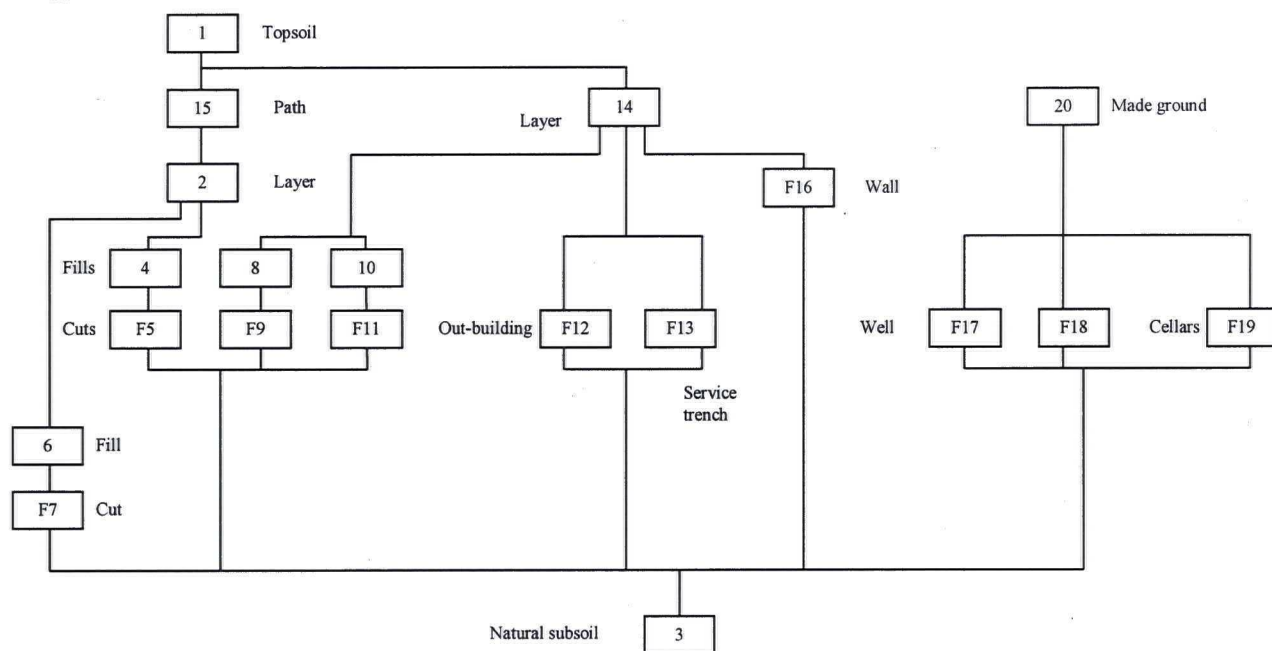 1 Topsoil
15 Path
14
Layer
20 Made ground
2 Layer
F16 Wall
Fills 4 8 10
Cuts F5 F9 F11
Out-building F12 F13
Well F17 F18 Cellars F19
Service
trench
6 Fill
F7 Cut
Natural subsoil 3